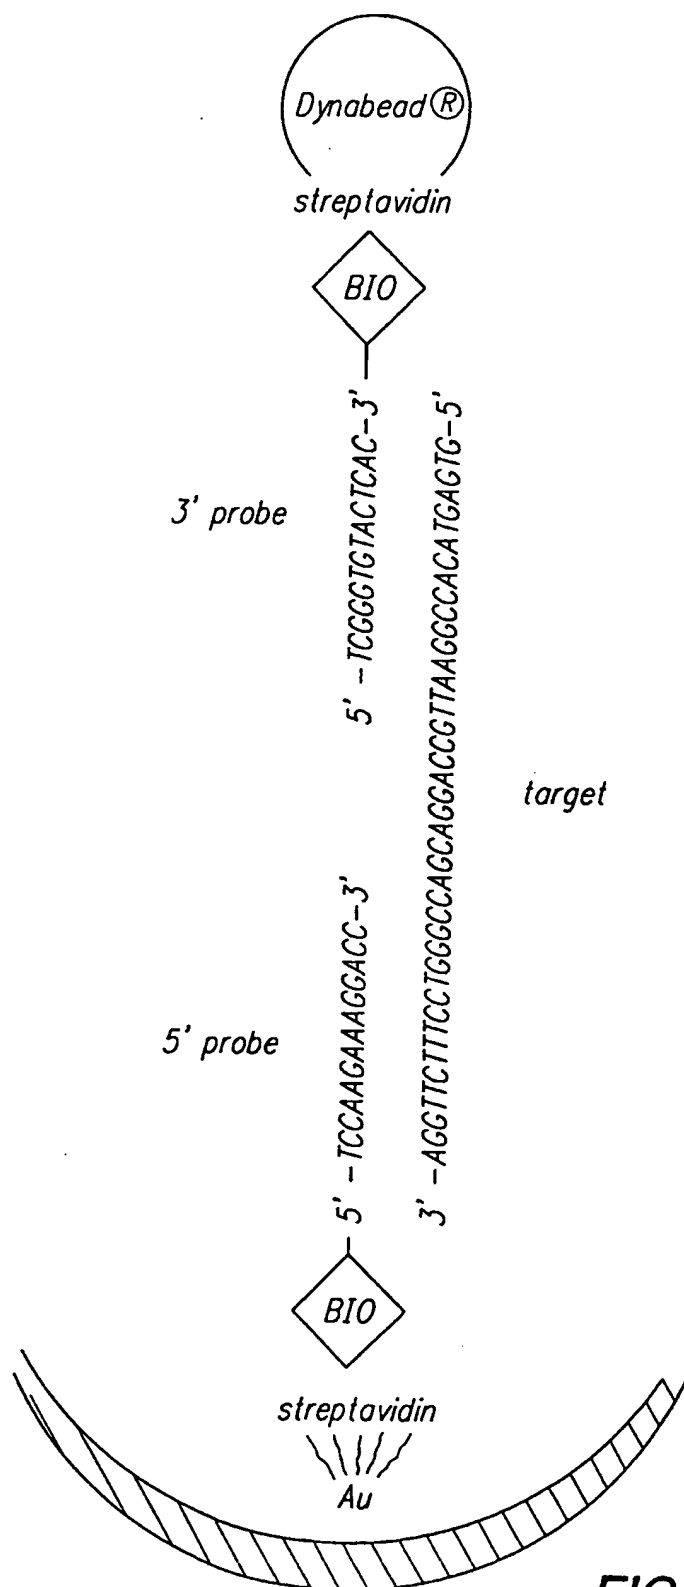 Dynabead®
streptavidin
BIO
3' probe
5' -TCGGGTGTACTCAC-3'
3' -AGGTTCTTTCCTGGGCCAGCAGGACCGTTAAGGCCACATGAGTG-5'
target
5' probe
5' -TCCAAGAAAGGACC-3'
BIO
streptavidin
Au